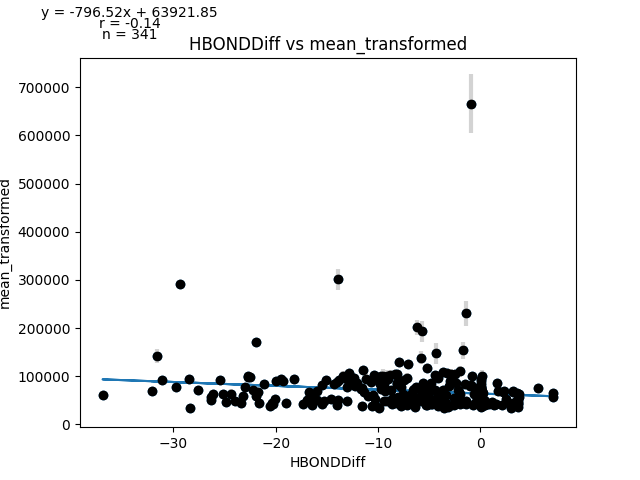 y = -796.52x + 63921.85
r = -0.14
n = 341
HBONDDiff vs mean_transformed
700000
600000
500000
400000
300000
200000
100000
0
mean_transformed
−30
−20
−10
0
HBONDDiff